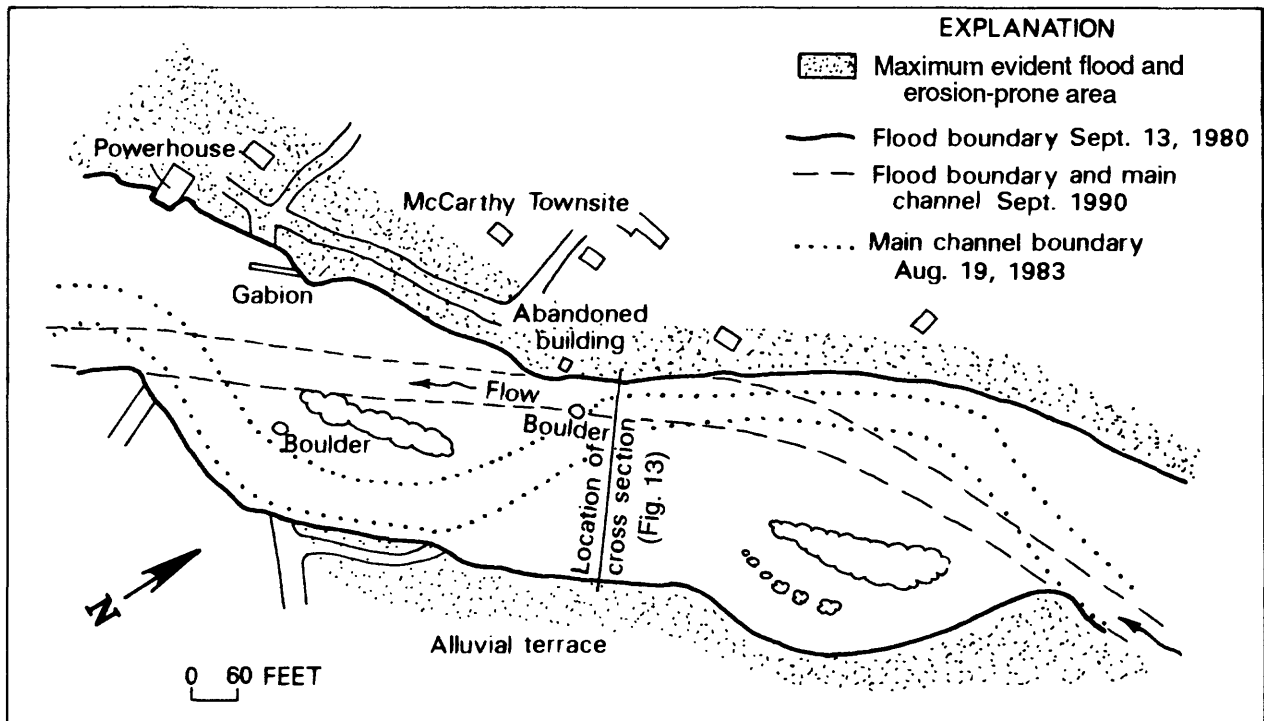 EXPLANATION
Maximum evident flood and
erosion-prone area
Flood boundary Sept. 13, 1980
Flood boundary and main
channel Sept. 1990
Main channel boundary
Aug. 19, 1983
Powerhouse
McCarthy Townsite
Gabion
Abandoned
building
Flow
Boulder
Boulder
Location of
cross section
(Fig. 13)
N
Alluvial terrace
0 60 FEET